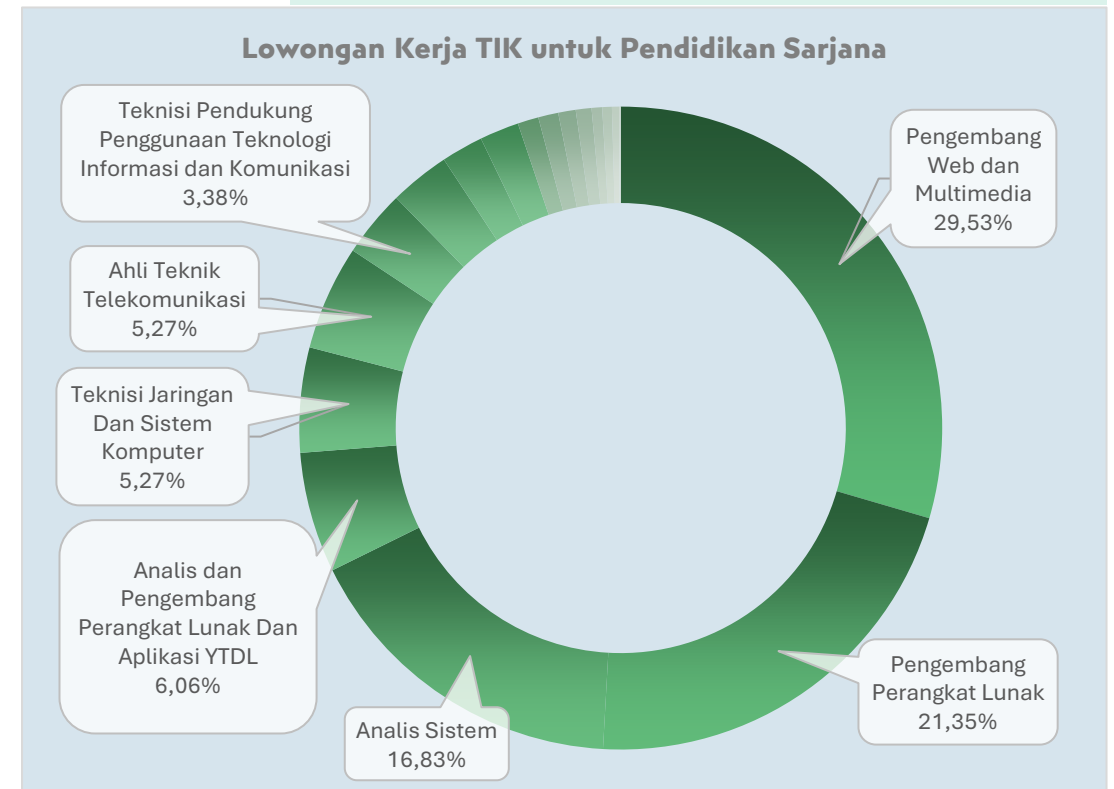 Lowongan Kerja TIK untuk Pendidikan Sarjana
Teknisi Pendukung
Penggunaan Teknologi
Informasi dan Komunikasi
3,38%
Pengembang
Web dan
Multimedia
29,53%
Ahli Teknik
Telekomunikasi
5,27%
Teknisi Jaringan
Dan Sistem
Komputer
5,27%
Analis dan
Pengembang
Perangkat Lunak Dan
Aplikasi YTDL
6,06%
Pengembang
Perangkat Lunak
21,35%
Analis Sistem
16,83%